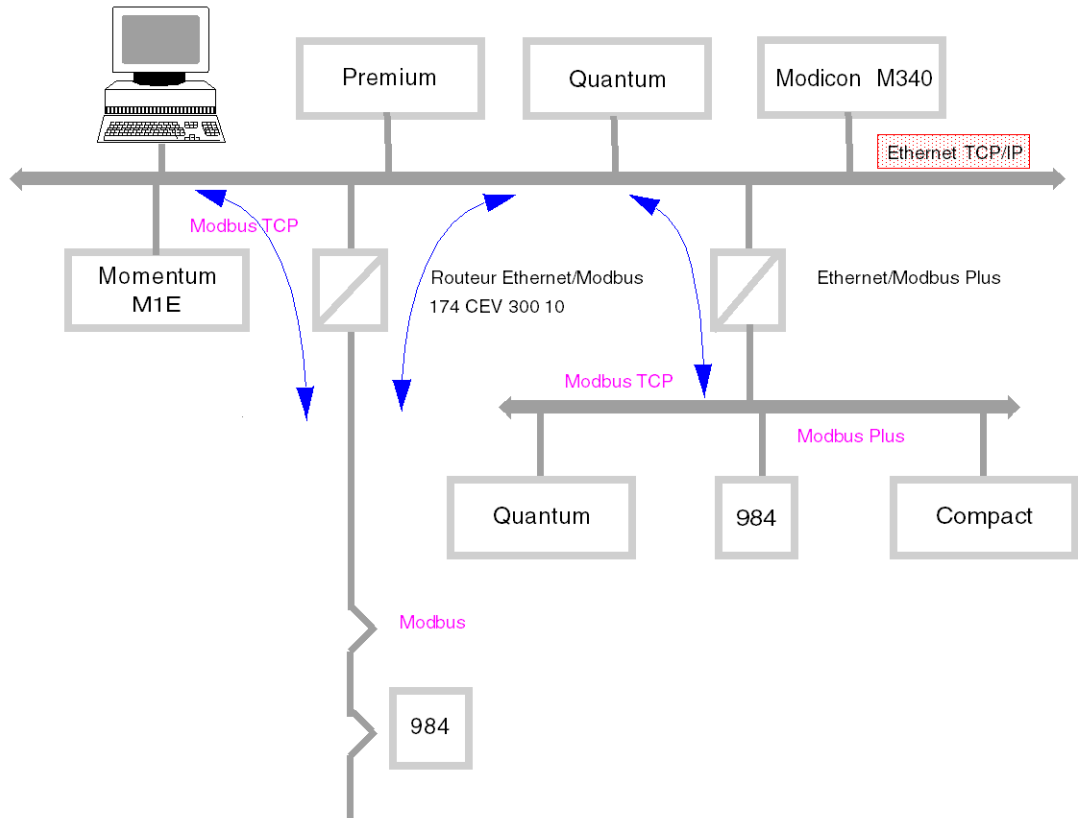 Premium
Quantum
Modicon M340
Ethernet TCP/IP
Modbus TCP
Momentum
M1E
Routeur Ethernet/Modbus
174 CEV 300 10
Ethernet/Modbus Plus
Modbus TCP
Modbus Plus
Quantum
984
Compact
Modbus
984